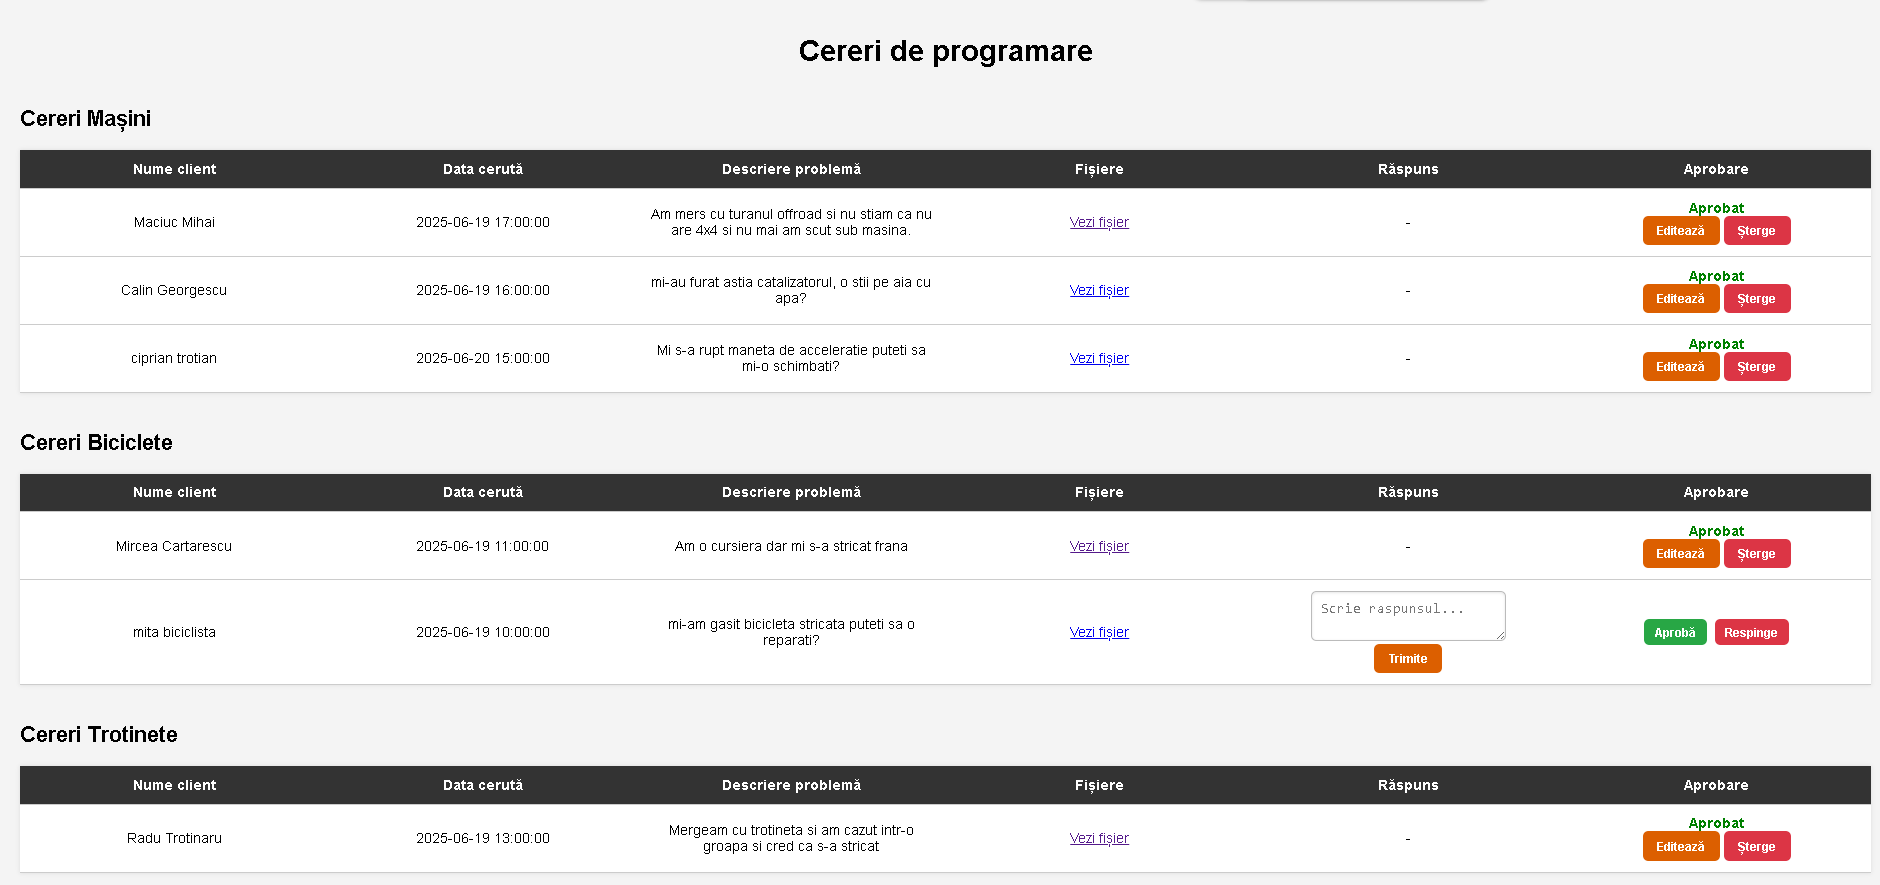 Cereri de programare
Cereri Mașini
Nume client Data cerută Descriere problemă Fișiere Răspuns Aprobare
Maciuc Mihai 2025-06-19 17:00:00 Am mers cu turanul offroad si nu stiam ca nu Vezi fișier - Aprobat
are 4x4 si nu mai am scut sub masina. Editează Șterge
Calin Georgescu 2025-06-19 16:00:00 mi-au furat astia catalizatorul, o stii pe aia cu Vezi fișier - Aprobat
apa? Editează Șterge
ciprian trotian 2025-06-20 15:00:00 Mi s-a rupt maneta de acceleratie puteti sa Vezi fișier - Aprobat
mi-o schimbati? Editează Șterge
Cereri Biciclete
Nume client Data cerută Descriere problemă Fișiere Răspuns Aprobare
Mircea Cartarescu 2025-06-19 11:00:00 Am o cursiera dar mi s-a stricat frana Vezi fișier - Aprobat
Editează Șterge
mita biciclista 2025-06-19 10:00:00 mi-am gasit bicicleta stricata puteti sa o Vezi fișier Scrie raspunsul... Aprobă Respinge
reparati? Trimite
Cereri Trotinete
Nume client Data cerută Descriere problemă Fișiere Răspuns Aprobare
Radu Trotinaru 2025-06-19 13:00:00 Mergeam cu trotineta si am cazut intr-o Vezi fișier - Aprobat
groapa si cred ca s-a stricat Editează Șterge